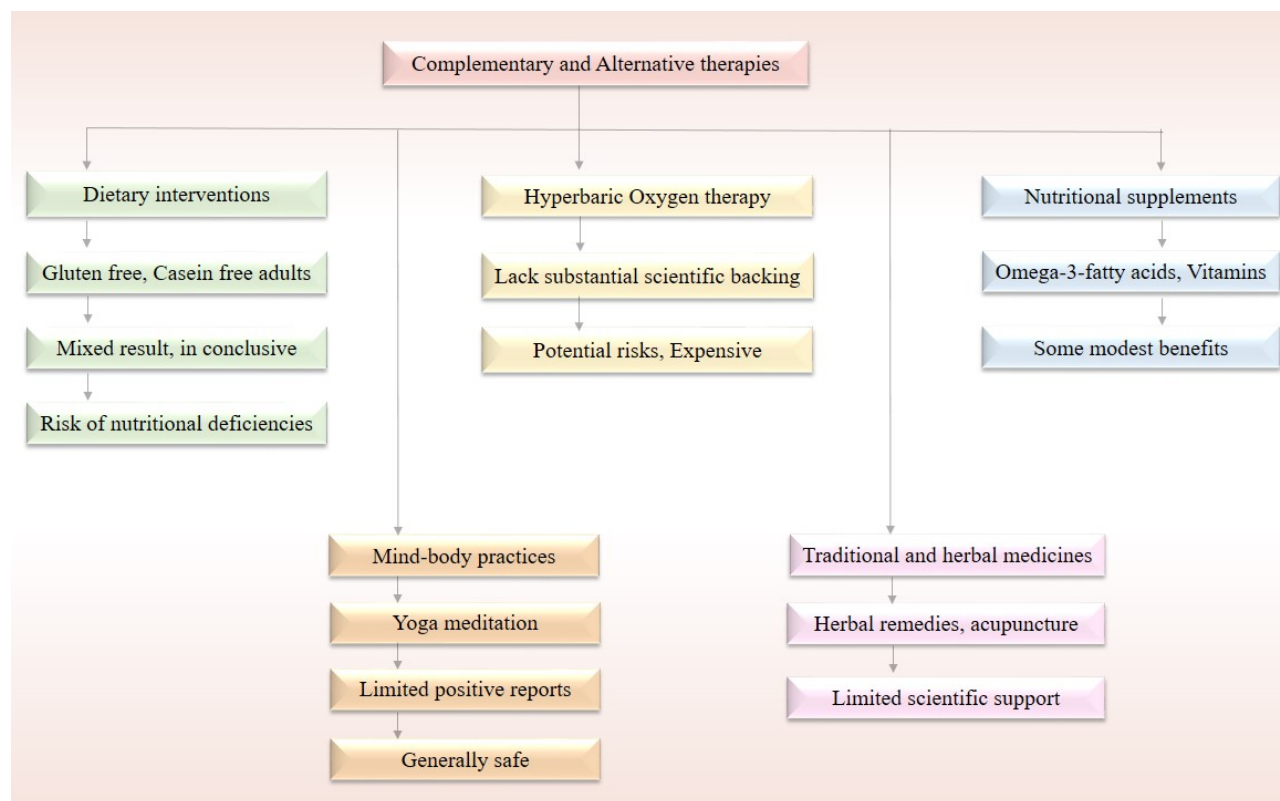 Complementary and Alternative therapies
Dietary interventions
Gluten free, Casein free adults
Mixed result, in conclusive
Risk of nutritional deficiencies
Hyperbaric Oxygen therapy
Lack substantial scientific backing
Potential risks, Expensive
Nutritional supplements
Omega-3-fatty acids, Vitamins
Some modest benefits
Mind-body practices
Yoga meditation
Limited positive reports
Generally safe
Traditional and herbal medicines
Herbal remedies, acupuncture
Limited scientific support